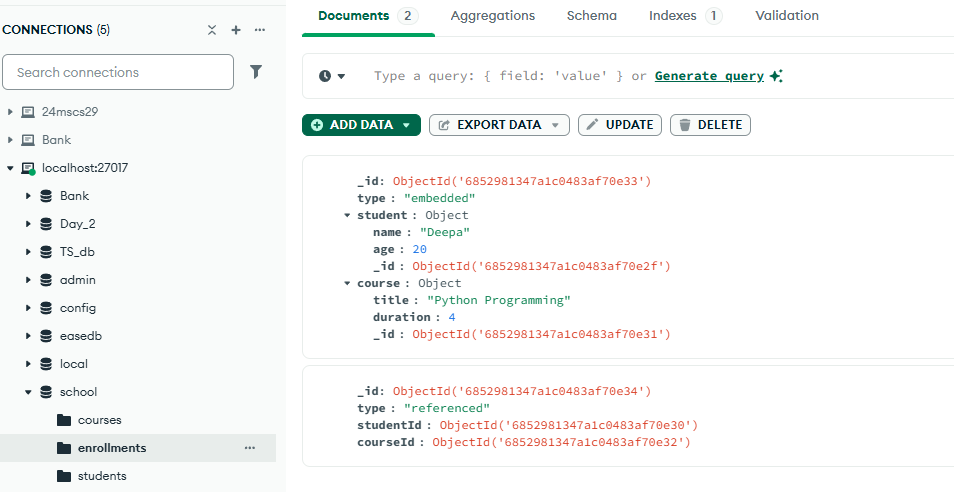 CONNECTIONS (5)
Search connections
24mscs29
Bank
localhost:27017
Bank
Day_2
TS_db
admin
config
easedb
local
school
courses
enrollments
students
Documents 2 Aggregations Schema Indexes 1 Validation
Type a query: { field: 'value' } or Generate query
ADD DATA EXPORT DATA UPDATE DELETE
_id: ObjectId('6852981347a1c0483af70e33')
type : "embedded"
student : Object
name : "Deepa"
age : 20
_id : ObjectId('6852981347a1c0483af70e2f')
course : Object
title : "Python Programming"
duration : 4
_id : ObjectId('6852981347a1c0483af70e31')
_id: ObjectId('6852981347a1c0483af70e34')
type : "referenced"
studentId : ObjectId('6852981347a1c0483af70e30')
courseId : ObjectId('6852981347a1c0483af70e32')